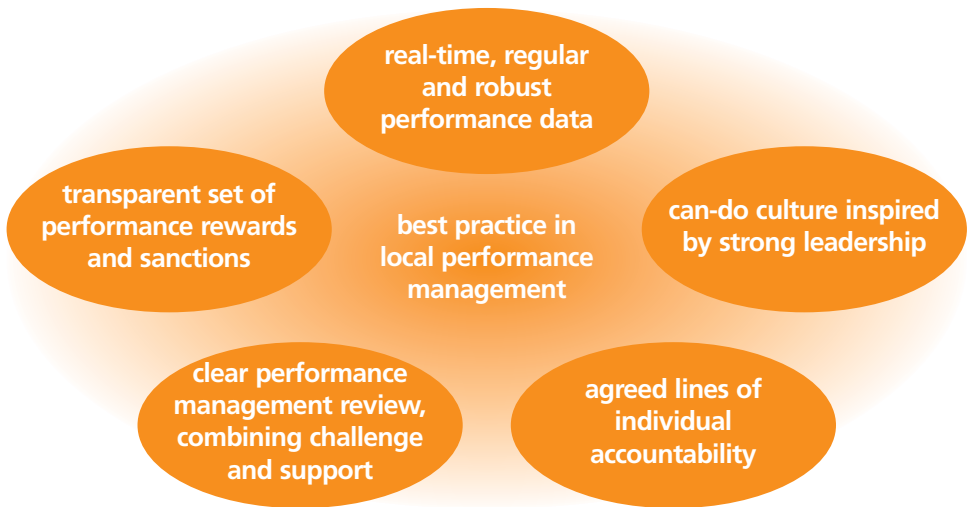 real-time, regular
and robust
performance data
transparent set of
performance rewards
and sanctions
best practice in
local performance
management
can-do culture inspired
by strong leadership
clear performance
management review,
combining challenge
and support
agreed lines of
individual
accountability